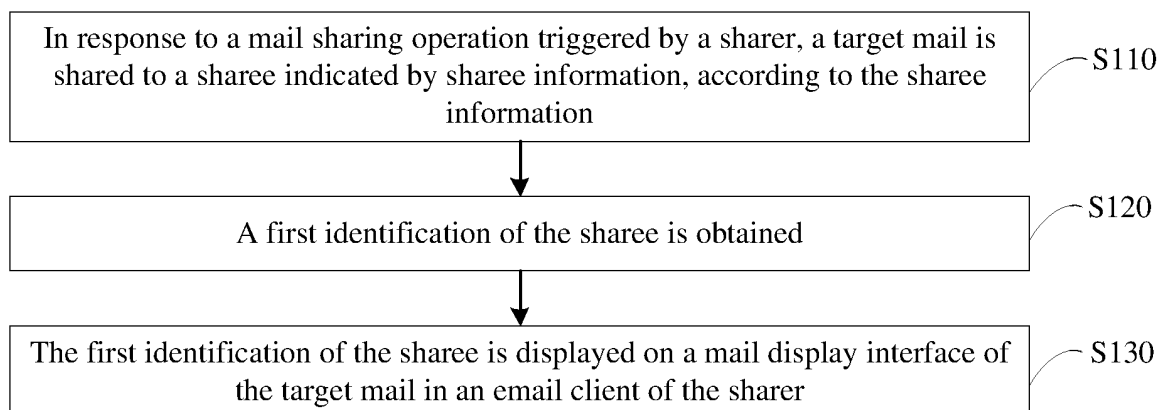 In response to a mail sharing operation triggered by a sharer, a target mail is
shared to a sharee indicated by sharee information, according to the sharee
information
S110
A first identification of the sharee is obtained
S120
The first identification of the sharee is displayed on a mail display interface of
the target mail in an email client of the sharer
S130